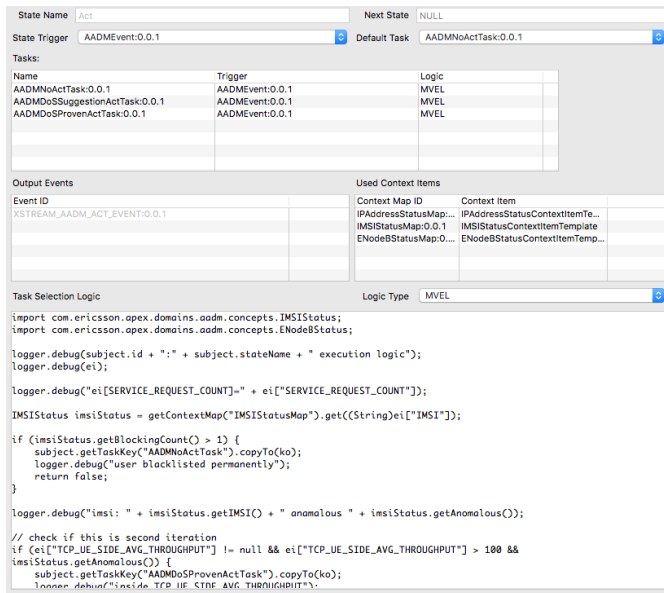 State Name Act Next State NULL
State Trigger AADMEvent:0.0.1 Default Task AADMNoActTask:0.0.1
Tasks:
Name Trigger Logic
AADMNoActTask:0.0.1 AADMEvent:0.0.1 MVEL
AADMDoSSuggestionActTask:0.0.1 AADMEvent:0.0.1 MVEL
AADMDoSProvenActTask:0.0.1 AADMEvent:0.0.1 MVEL
Output Events Used Context Items
Event ID Context Map ID Context Item
XSTREAM_AADM_ACT_EVENT:0.0.1 IPAddressStatusMap:... IPAddressStatusContextItemTe...
IMSIStatusMap:0.0.1 IMSIStatusContextItemTemplate
ENodeBStatusMap:0.... ENodeBStatusContextItemTemp...
Task Selection Logic Logic Type MVEL
import com.ericsson.apex.domains.aadm.concepts.IMSIStatus;
import com.ericsson.apex.domains.aadm.concepts.ENodeBStatus;
logger.debug(subject.id + ":" + subject.stateName + " execution logic");
logger.debug(ei);
logger.debug("ei[SERVICE_REQUEST_COUNT]=" + ei["SERVICE_REQUEST_COUNT"]);
IMSIStatus imsiStatus = getContextMap("IMSIStatusMap").get((String)ei["IMSI"]);
if (imsiStatus.getBlockingCount() > 1) {
subject.getTaskKey("AADMNoActTask").copyTo(ko);
logger.debug("user blacklisted permanently");
return false;
}
logger.debug("imsi: " + imsiStatus.getIMSI() + " anamalous " + imsiStatus.getAnomalous());
// check if this is second iteration
if (ei["TCP_UE_SIDE_AVG_THROUGHPUT"] != null && ei["TCP_UE_SIDE_AVG_THROUGHPUT"] > 100 &&
imsiStatus.getAnomalous()) {
subject.getTaskKey("AADMDoSProvenActTask").copyTo(ko);
logger.debug("inside TCP_UE_SIDE_AVG_THROUGHPUT");